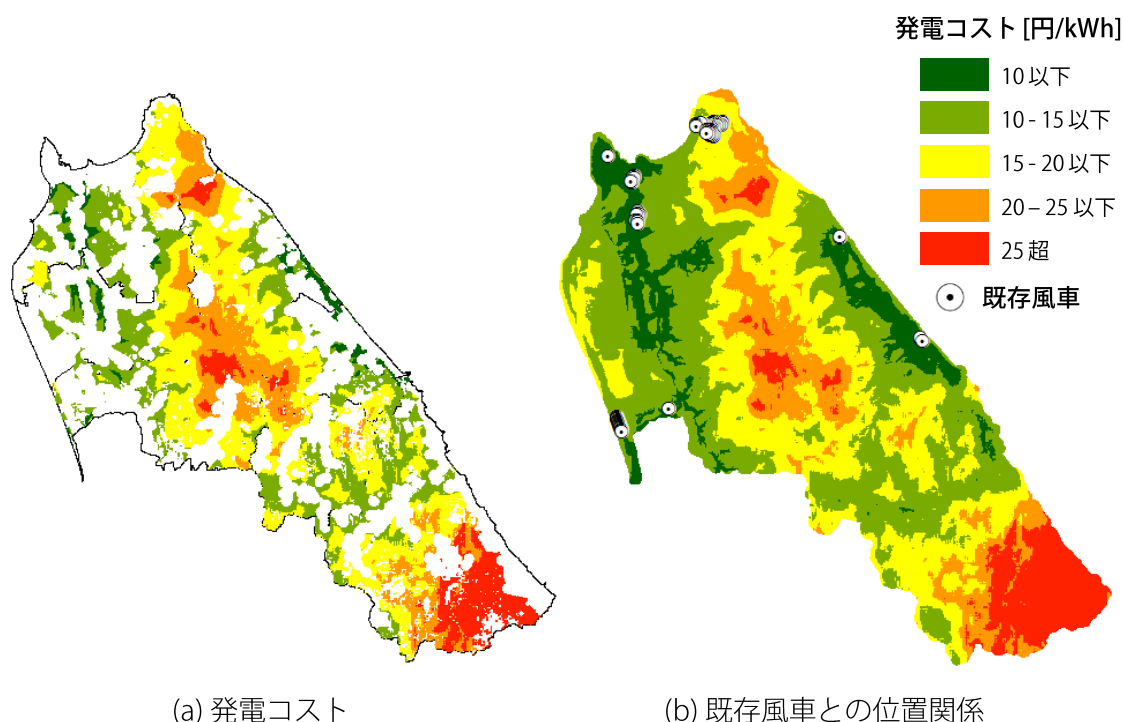 発電コスト [円/kWh]
10 以下
10 - 15 以下
15 - 20 以下
20 – 25 以下
25 超
既存風車
(a) 発電コスト
(b) 既存風車との位置関係